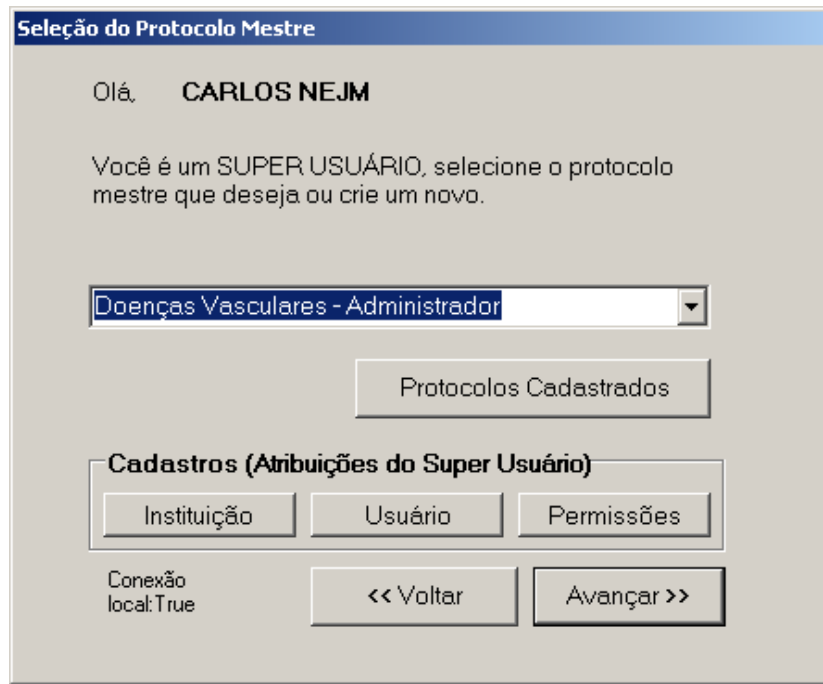 Seleção do Protocolo Mestre
Olá, CARLOS NEJM
Você é um SUPER USUÁRIO, selecione o protocolo
mestre que deseja ou crie um novo.
Doenças Vasculares - Administrador
Protocolos Cadastrados
Cadastros (Atribuições do Super Usuário)
Instituição Usuário Permissões
Conexão
local:True
<< Voltar Avançar >>